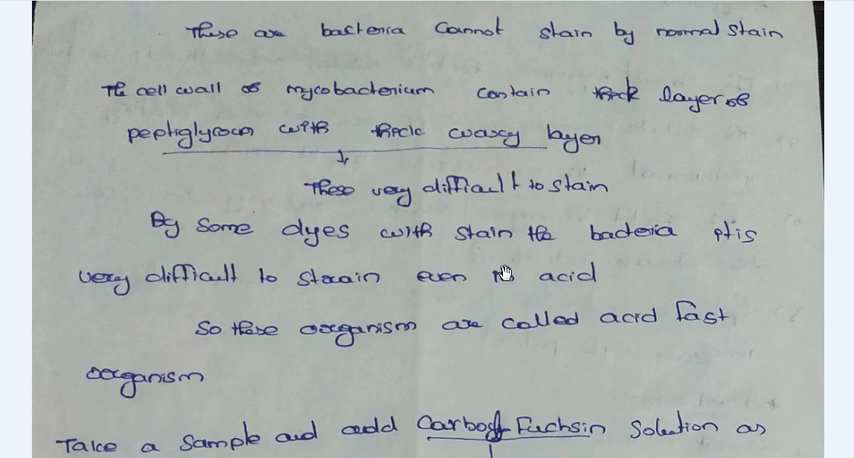 These are bacteria cannot stain by normal stain
The cell wall of mycobacterium contain thick layer of
peptiglycon with thick waxy layer
These very difficult to stain
By some dyes with stain the bacteria it is
very difficult to stain even in acid
So these organism are called acid fast
organism
Take a sample and add Carbol Fuchsin solution as